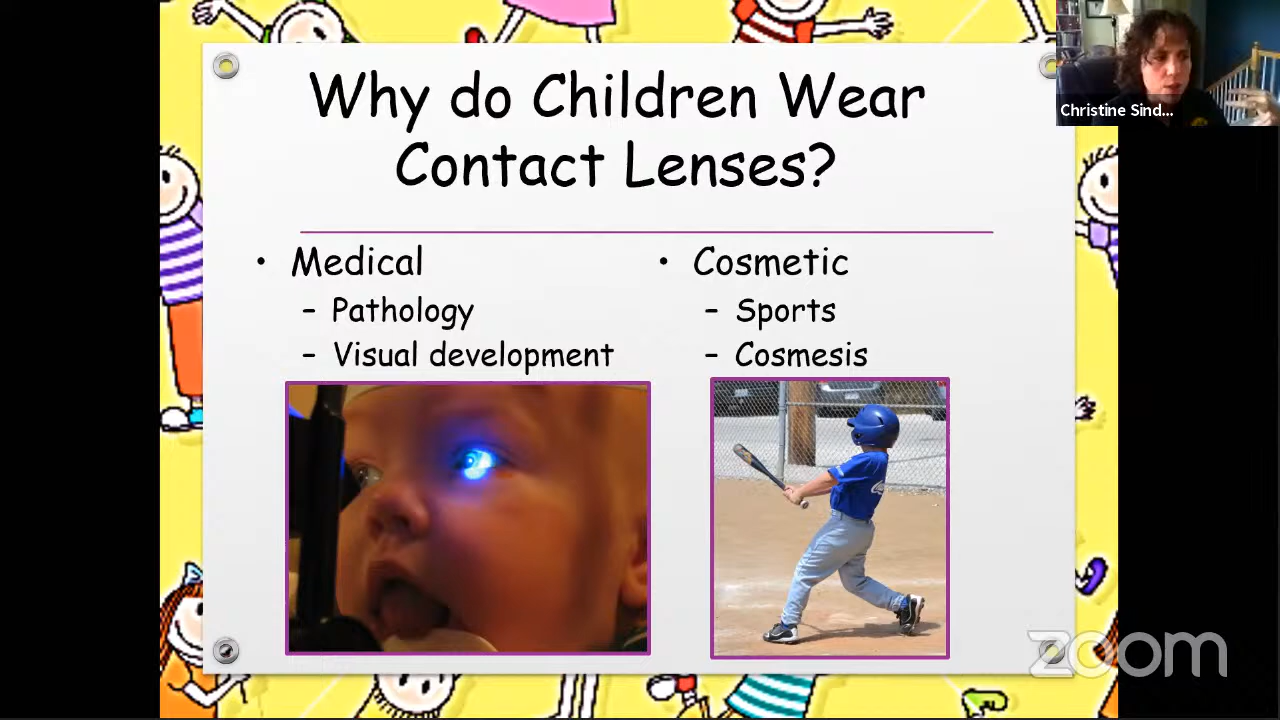 Why do Children Wear
Contact Lenses?
• Medical
– Pathology
– Visual development
• Cosmetic
– Sports
– Cosmesis
Christine Sind...
zoom